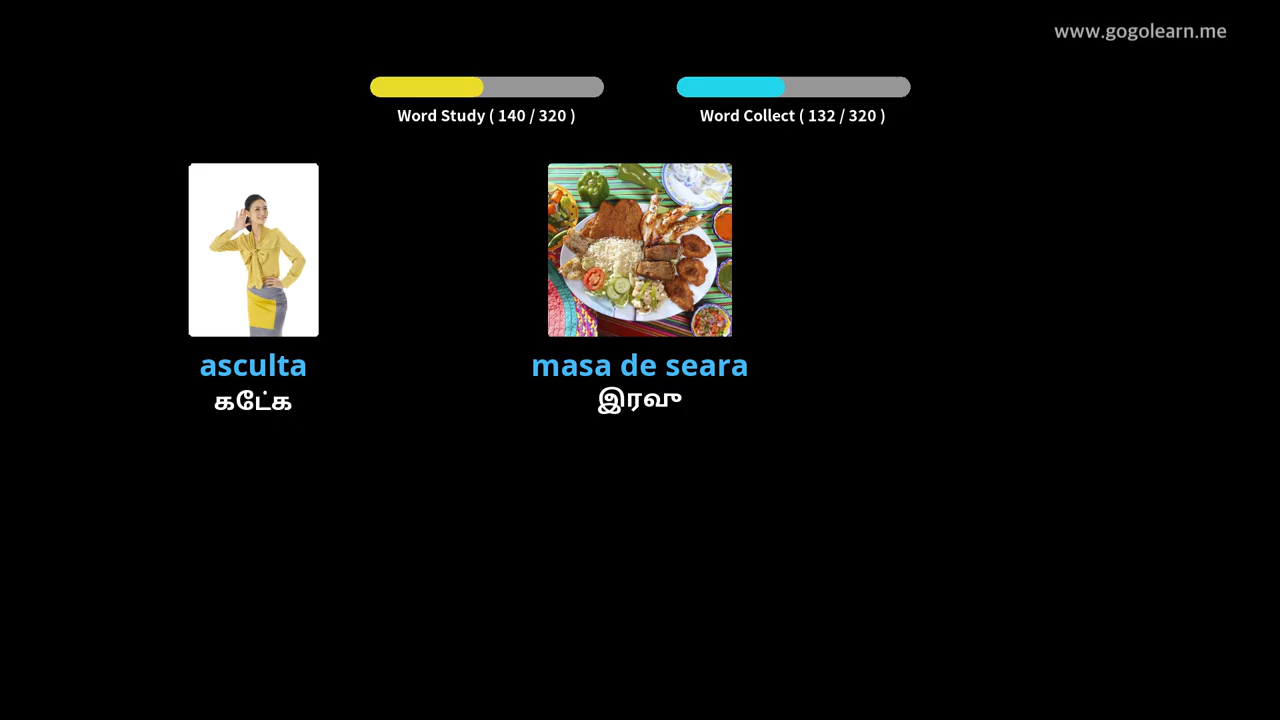 www.gogolearn.me
Word Study ( 140 / 320 )
Word Collect ( 132 / 320 )
asculta
கேட்க
masa de seara
இரவு